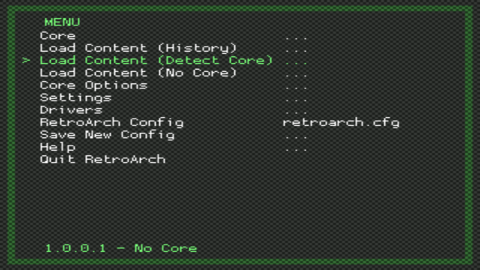 MENU
Core ...
Load Content (History) ...
> Load Content (Detect Core) ...
Load Content (No Core) ...
Core Options ...
Settings ...
Drivers ...
RetroArch Config retroarch.cfg
Save New Config ...
Help ...
Quit RetroArch
1.0.0.1 - No Core